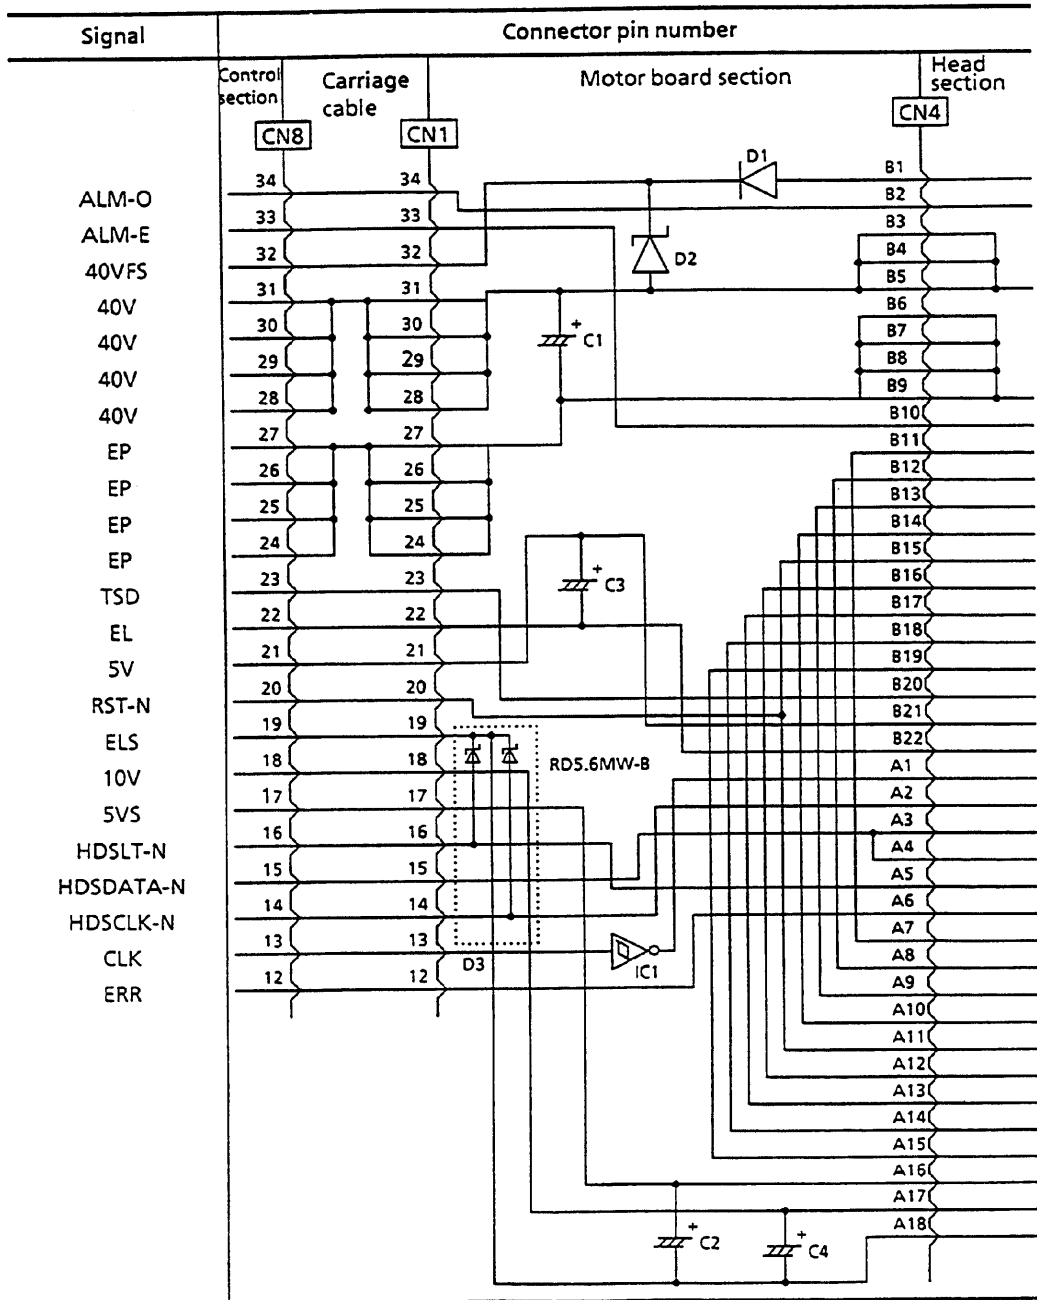 Signal
Connector pin number
Control section
Carriage cable
Motor board section
Head section
CN8
CN1
CN4
D1
B1
34 34
ALM-O
B2
33 33
ALM-E
B3
32 32
40VFS
D2
B4
B5
31 31
40V
B6
30 30
40V
+
C1
B7
29 29
40V
B8
28 28
40V
B9
27 27
EP
B10
B11
26 26
EP
B12
25 25
EP
B13
24 24
EP
B14
B15
23 23
TSD
+
C3
B16
22 22
EL
B17
21 21
5V
B18
B19
20 20
RST-N
B20
19 19
ELS
B21
B22
18 18
10V
RD5.6MW-B
A1
17 17
5VS
A2
A3
16 16
HDSLT-N
A4
15 15
HDSDATA-N
A5
14 14
HDSCLK-N
A6
A7
13 13
CLK
D3
IC1
A8
12 12
ERR
A9
A10
A11
A12
A13
A14
A15
A16
A17
A18
+
C2
+
C4